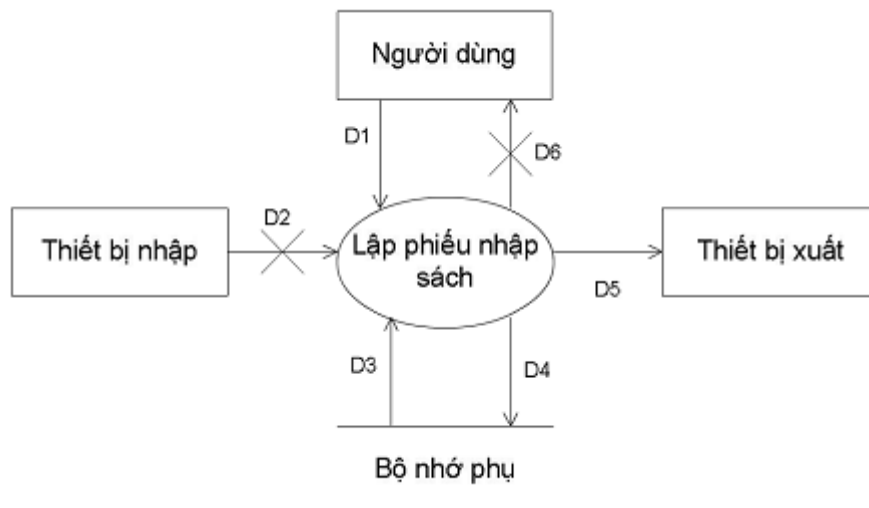 Người dùng
D1
D6
D2
Thiết bị nhập
Lập phiếu nhập
sách
Thiết bị xuất
D5
D3
D4
Bộ nhớ phụ